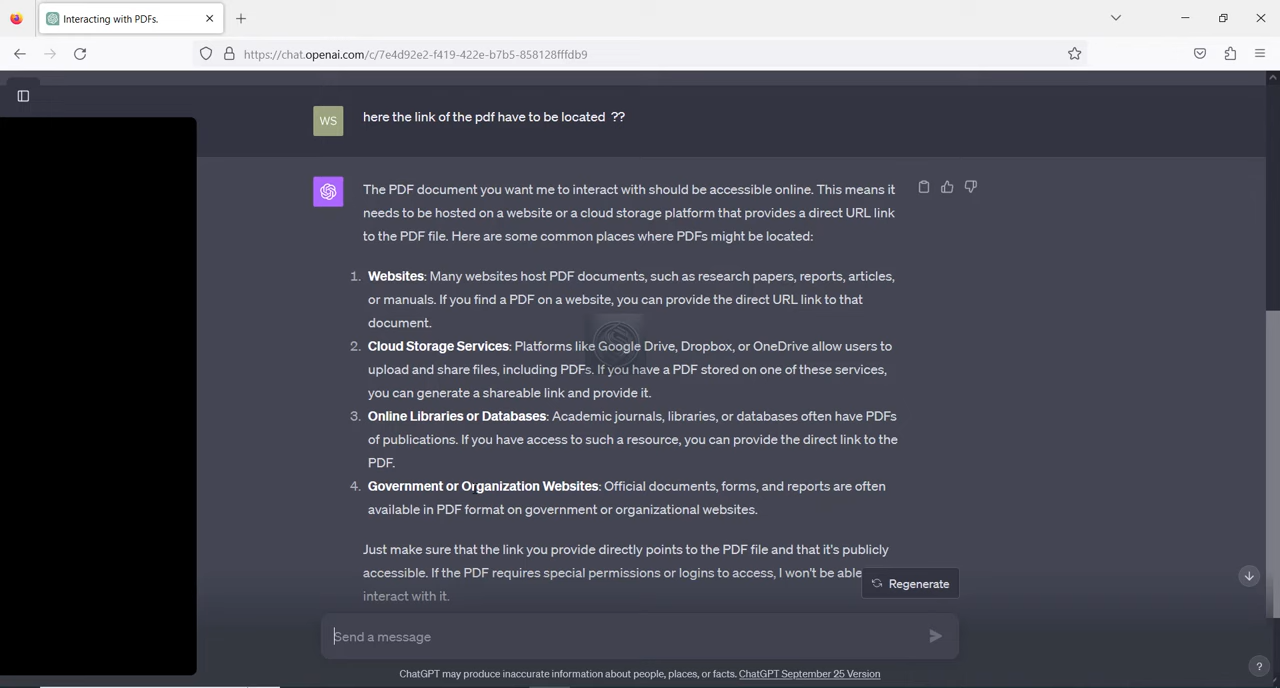 Interacting with PDFs.
https://chat.openai.com/c/7e4d92e2-f419-422e-b7b5-858128fffdb9
WS
here the link of the pdf have to be located ??
The PDF document you want me to interact with should be accessible online. This means it
needs to be hosted on a website or a cloud storage platform that provides a direct URL link
to the PDF file. Here are some common places where PDFs might be located:
1. Websites: Many websites host PDF documents, such as research papers, reports, articles,
or manuals. If you find a PDF on a website, you can provide the direct URL link to that
document.
2. Cloud Storage Services: Platforms like Google Drive, Dropbox, or OneDrive allow users to
upload and share files, including PDFs. If you have a PDF stored on one of these services,
you can generate a shareable link and provide it.
3. Online Libraries or Databases: Academic journals, libraries, or databases often have PDFs
of publications. If you have access to such a resource, you can provide the direct link to the
PDF.
4. Government or Organization Websites: Official documents, forms, and reports are often
available in PDF format on government or organizational websites.
Just make sure that the link you provide directly points to the PDF file and that it's publicly
accessible. If the PDF requires special permissions or logins to access, I won't be able
interact with it.
Regenerate
Send a message
ChatGPT may produce inaccurate information about people, places, or facts. ChatGPT September 25 Version
?